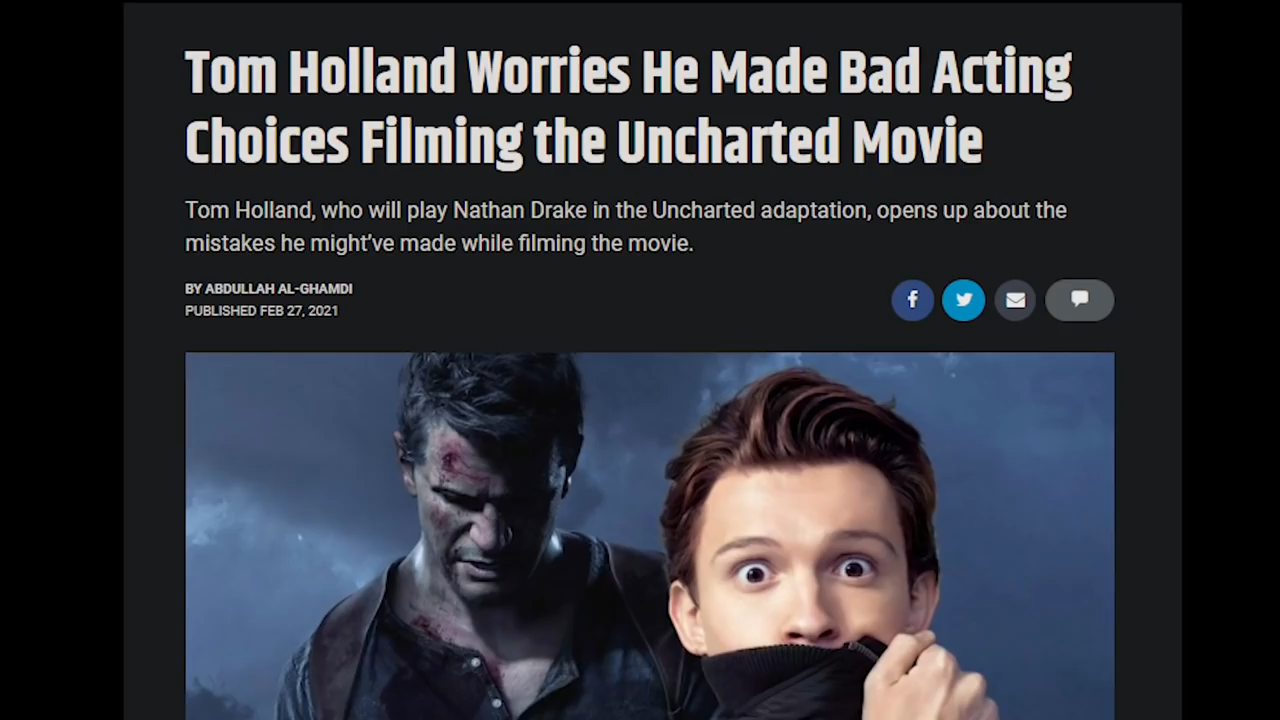 Tom Holland Worries He Made Bad Acting
Choices Filming the Uncharted Movie
Tom Holland, who will play Nathan Drake in the Uncharted adaptation, opens up about the
mistakes he might’ve made while filming the movie.
BY ABDULLAH AL-GHAMDI
PUBLISHED FEB 27, 2021